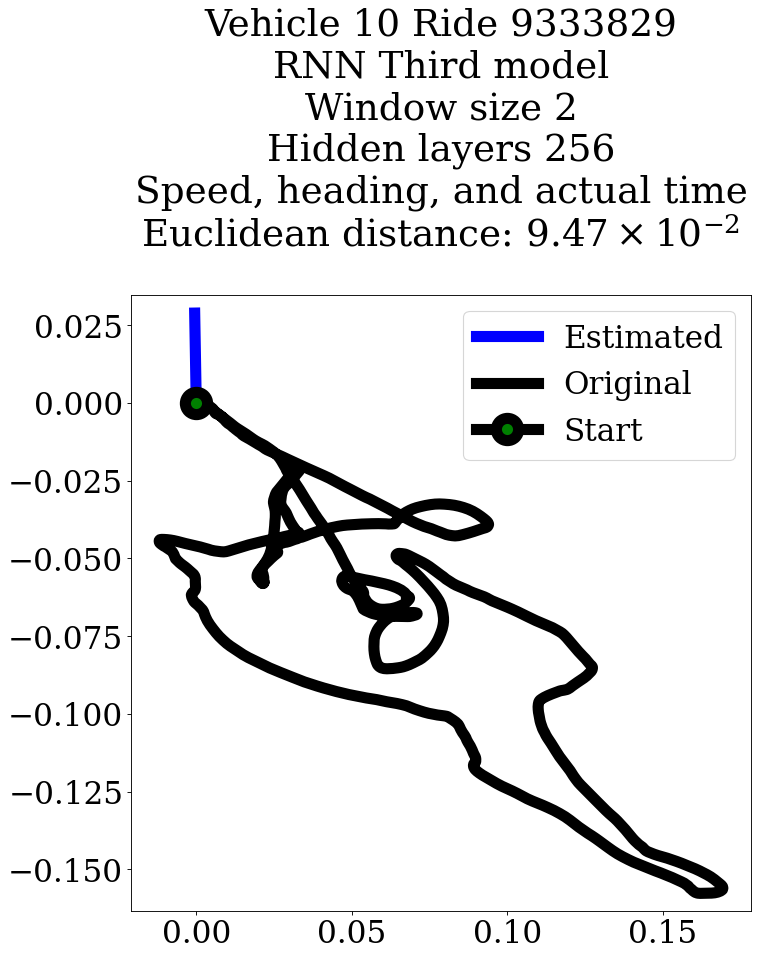 Vehicle 10 Ride 9333829
RNN Third model
Window size 2
Hidden layers 256
Speed, heading, and actual time
Euclidean distance: 9.47 × 10⁻²
Estimated
Original
Start
0.025
0.000
−0.025
−0.050
−0.075
−0.100
−0.125
−0.150
0.00 0.05 0.10 0.15